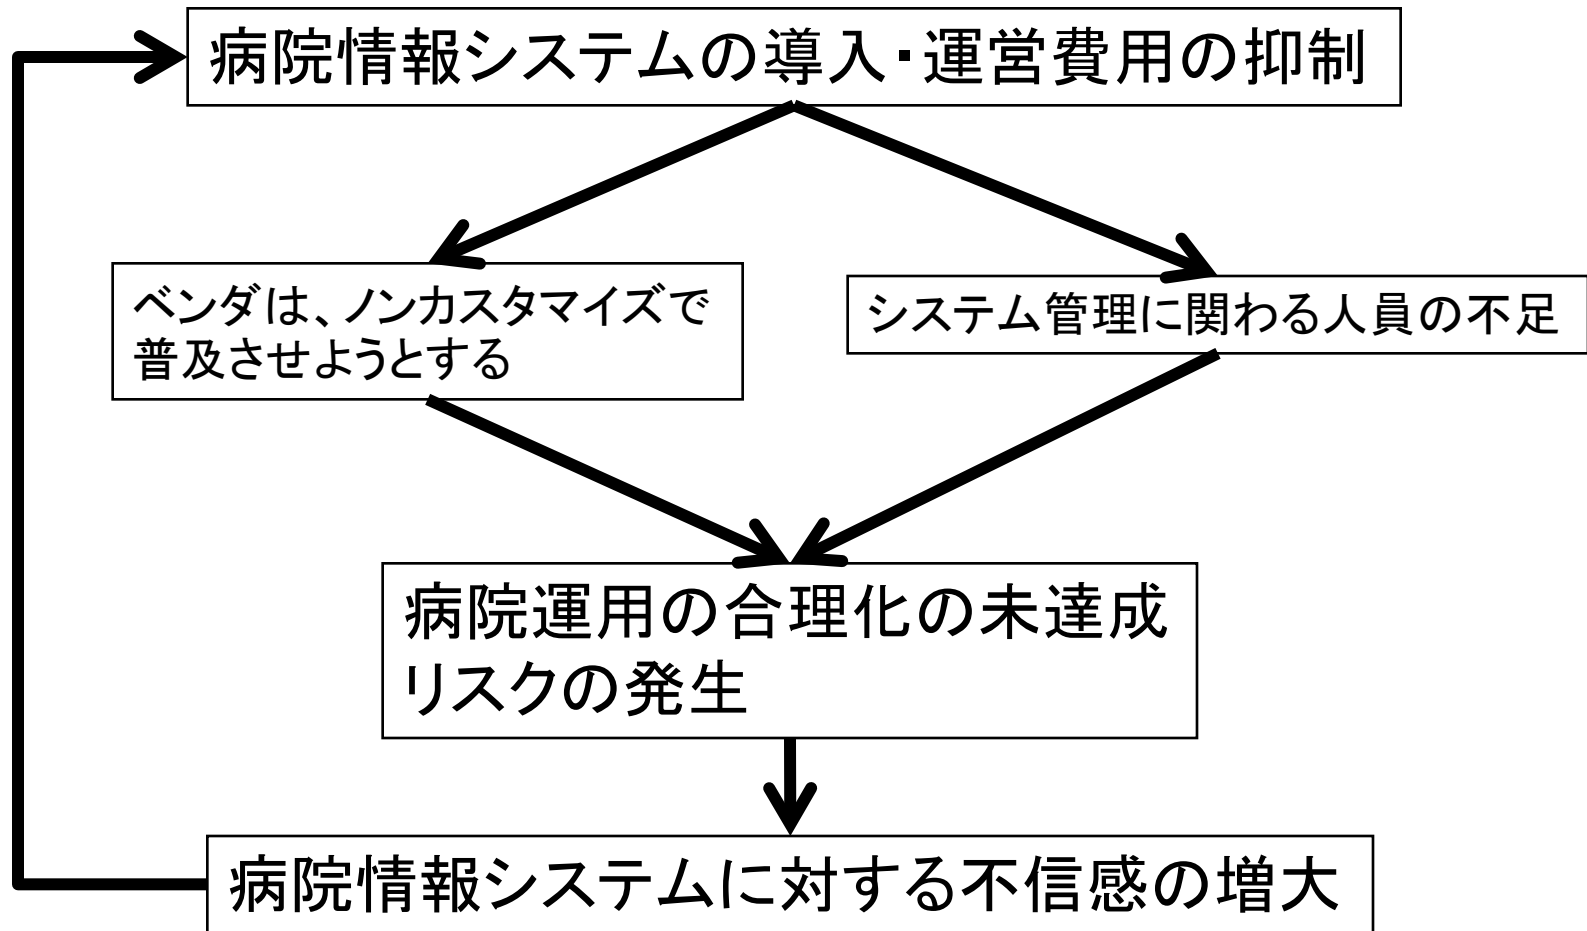 病院情報システムの導入・運営費用の抑制
ベンダは、ノンカスタマイズで
普及させようとする
システム管理に関わる人員の不足
病院運用の合理化の未達成
リスクの発生
病院情報システムに対する不信感の増大